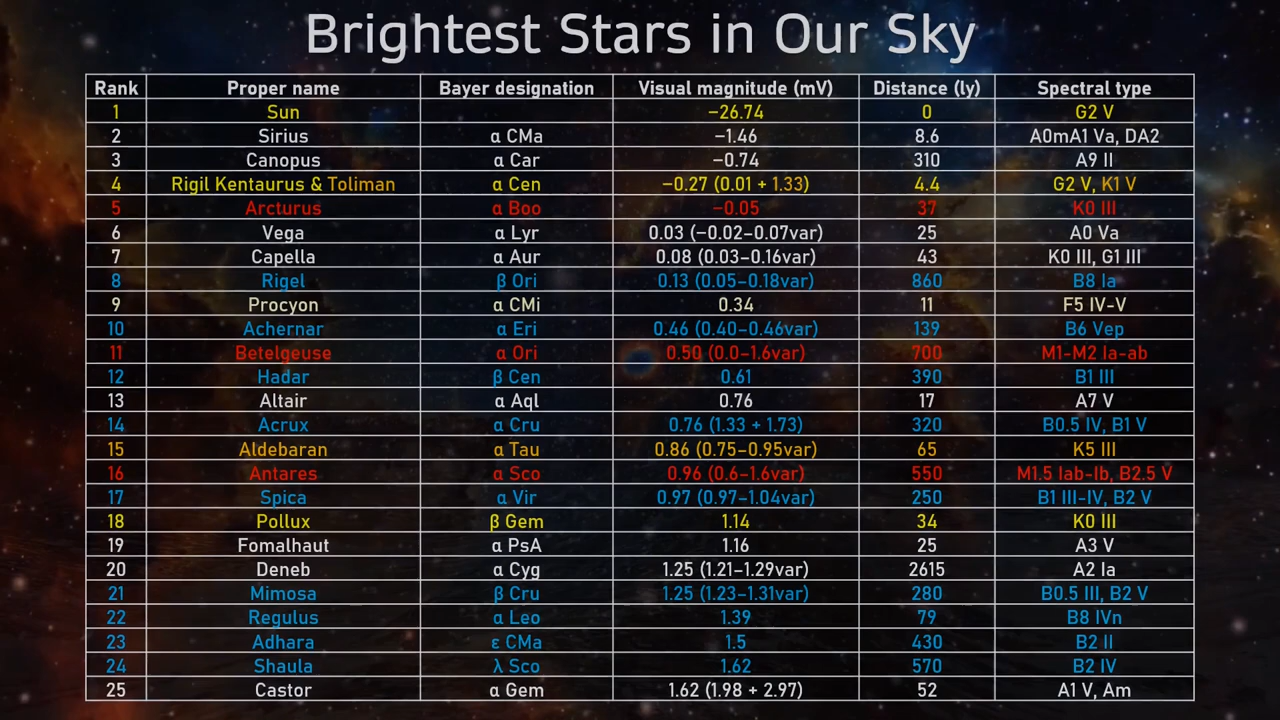 Brightest Stars in Our Sky
Rank Proper name Bayer designation Visual magnitude (mV) Distance (ly) Spectral type
1 Sun −26.74 0 G2 V
2 Sirius α CMa −1.46 8.6 A0mA1 Va, DA2
3 Canopus α Car −0.74 310 A9 II
4 Rigil Kentaurus & Toliman α Cen −0.27 (0.01 + 1.33) 4.4 G2 V, K1 V
5 Arcturus α Boo −0.05 37 K0 III
6 Vega α Lyr 0.03 (−0.02–0.07var) 25 A0 Va
7 Capella α Aur 0.08 (0.03–0.16var) 43 K0 III, G1 III
8 Rigel β Ori 0.13 (0.05–0.18var) 860 B8 Ia
9 Procyon α CMi 0.34 11 F5 IV-V
10 Achernar α Eri 0.46 (0.40–0.46var) 139 B6 Vep
11 Betelgeuse α Ori 0.50 (0.0–1.6var) 700 M1-M2 Ia-ab
12 Hadar β Cen 0.61 390 B1 III
13 Altair α Aql 0.76 17 A7 V
14 Acrux α Cru 0.76 (1.33 + 1.73) 320 B0.5 IV, B1 V
15 Aldebaran α Tau 0.86 (0.75–0.95var) 65 K5 III
16 Antares α Sco 0.96 (0.6–1.6var) 550 M1.5 Iab-Ib, B2.5 V
17 Spica α Vir 0.97 (0.97–1.04var) 250 B1 III-IV, B2 V
18 Pollux β Gem 1.14 34 K0 III
19 Fomalhaut α PsA 1.16 25 A3 V
20 Deneb α Cyg 1.25 (1.21–1.29var) 2615 A2 Ia
21 Mimosa β Cru 1.25 (1.23–1.31var) 280 B0.5 III, B2 V
22 Regulus α Leo 1.39 79 B8 IVn
23 Adhara ε CMa 1.5 430 B2 II
24 Shaula λ Sco 1.62 570 B2 IV
25 Castor α Gem 1.62 (1.98 + 2.97) 52 A1 V, Am